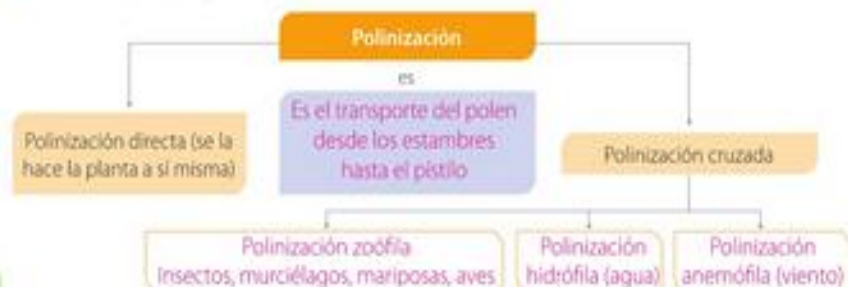 Polinización
es
Es el transporte del polen
desde los estambres
hasta el pistilo
Polinización directa (se la
hace la planta a sí misma)
Polinización cruzada
Polinización zoófila
Insectos, murciélagos, mariposas, aves
Polinización
hidrófila (agua)
Polinización
anemófila (viento)